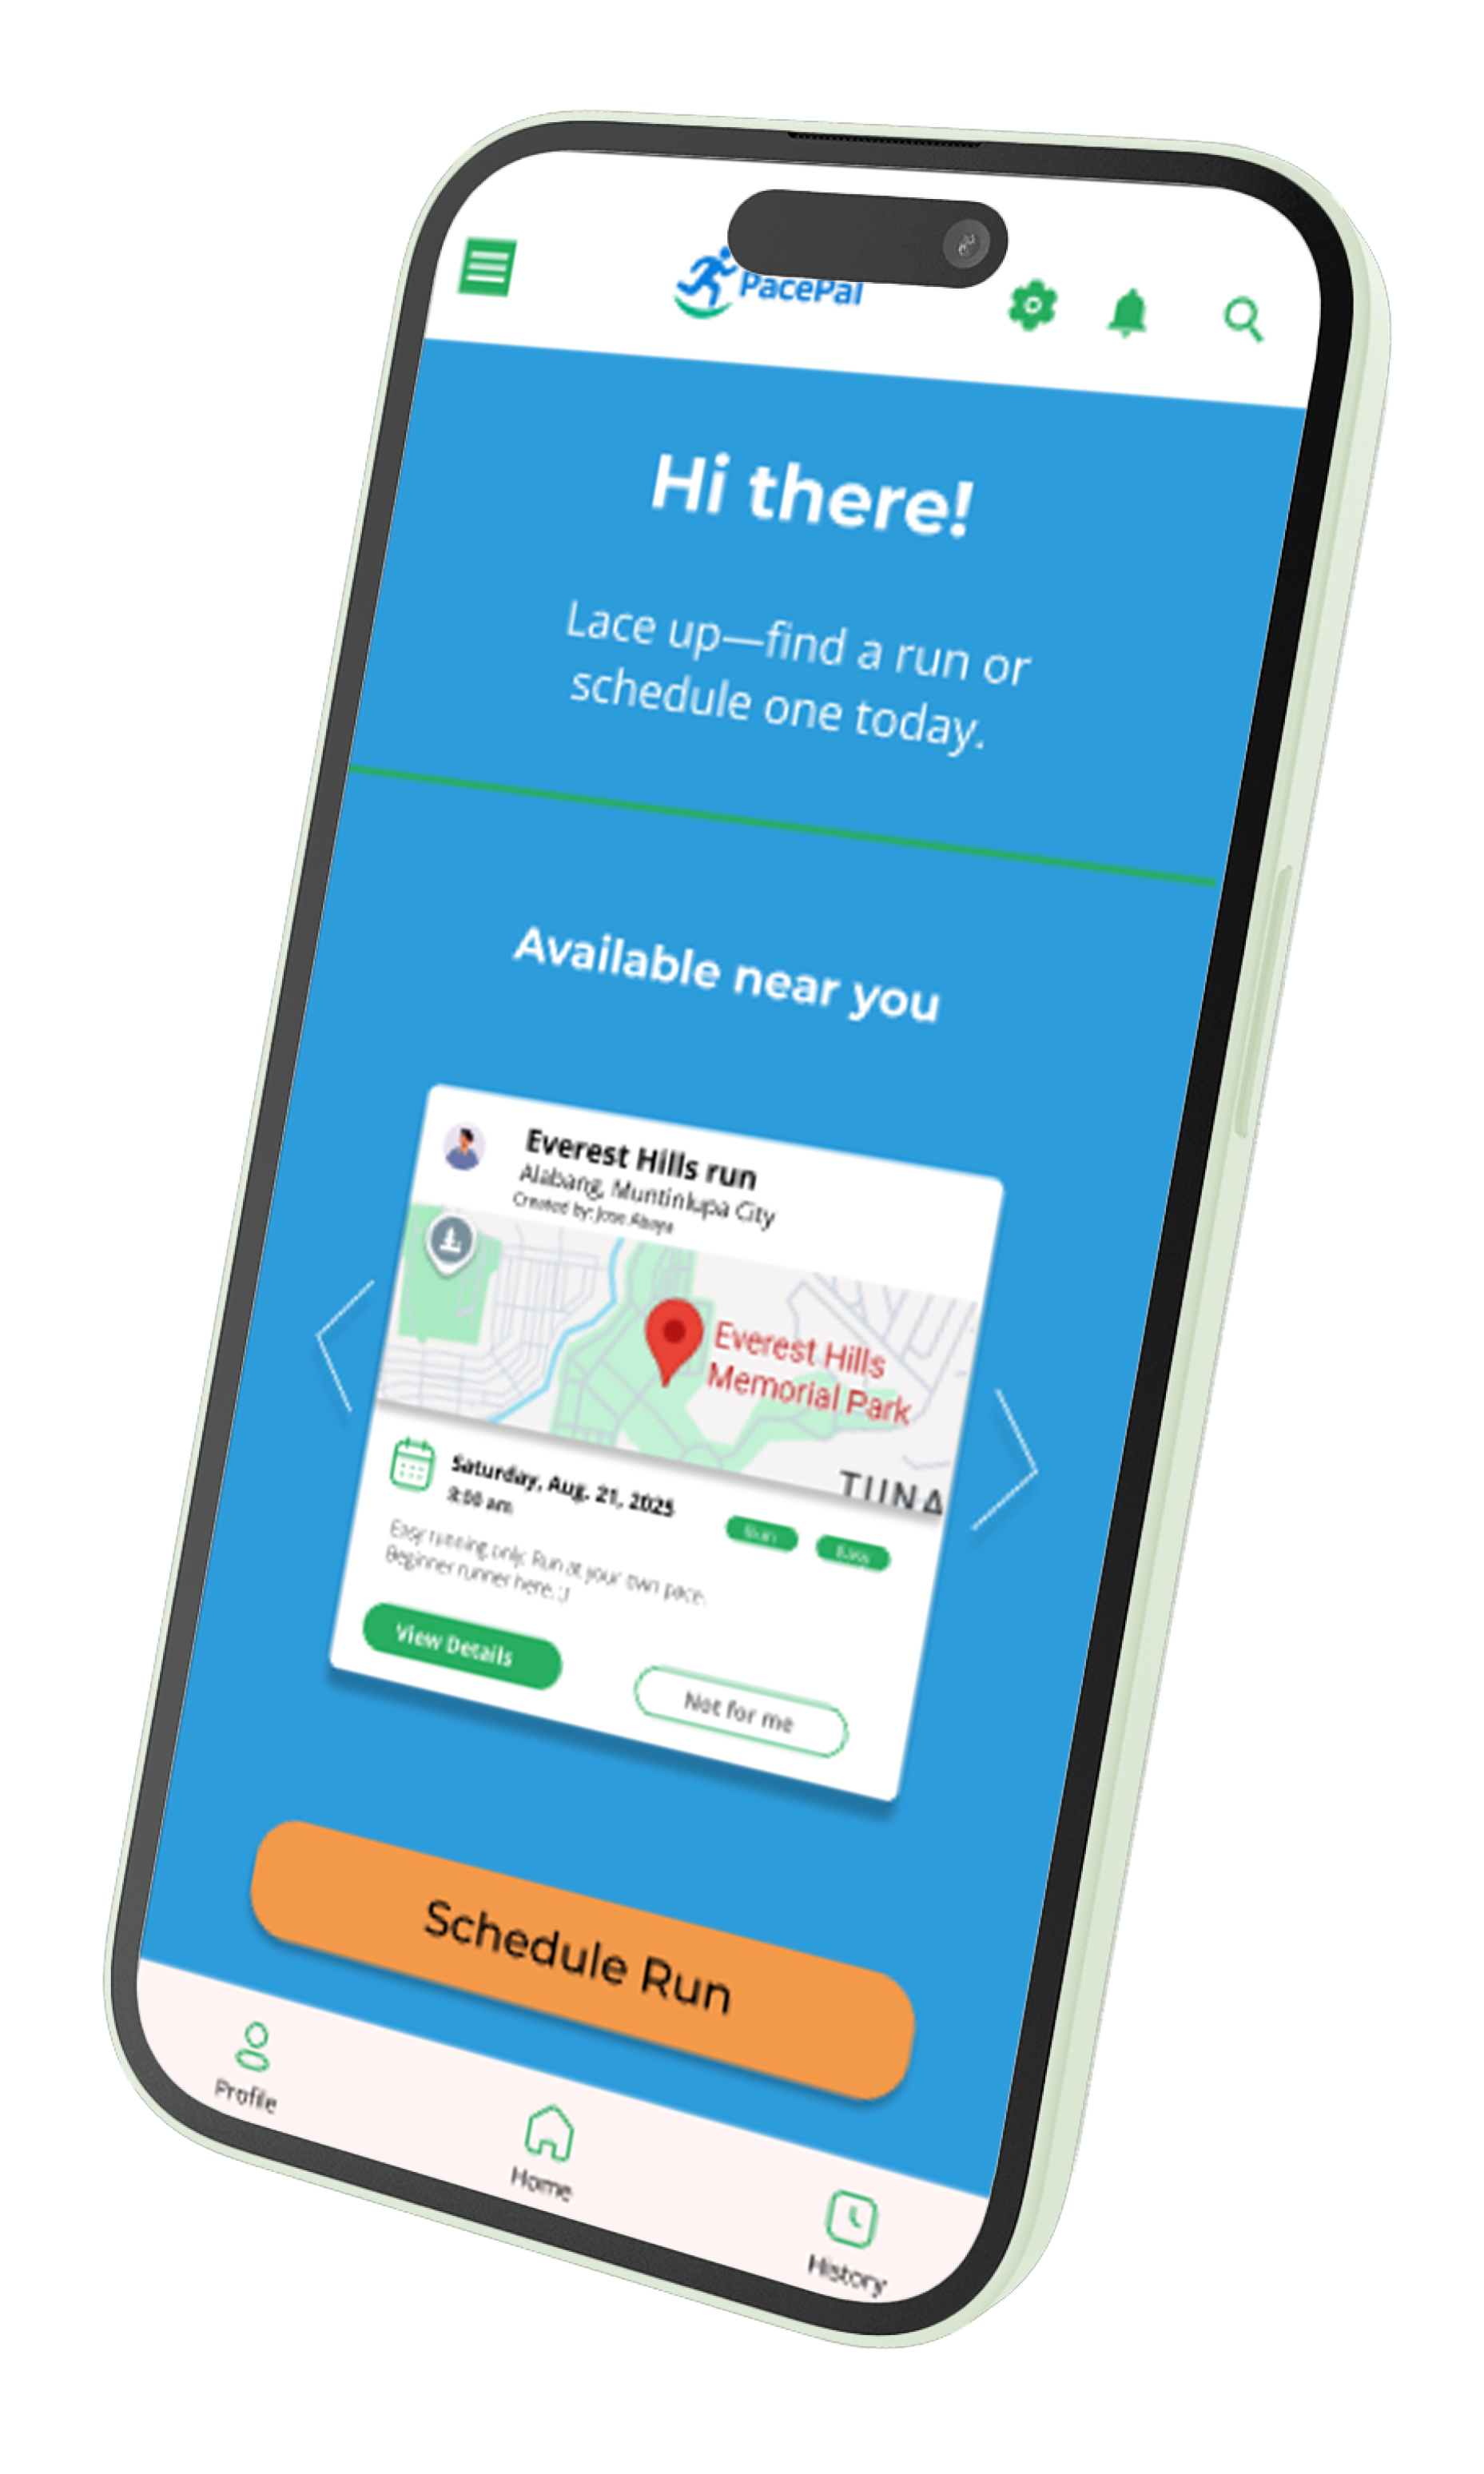 PacePal
Hi there!
Lace up—find a run or
schedule one today.
Available near you
Everest Hills run
Alabang, Muntinlupa City
Created by: Jose Abaya
Everest Hills
Memorial Park
TUNA
Saturday, Aug. 21, 2025
8:00 am
Run
Easy running only. Run at your own pace.
Beginner runner here. :)
View Details
Not for me
Schedule Run
Profile
Home
History